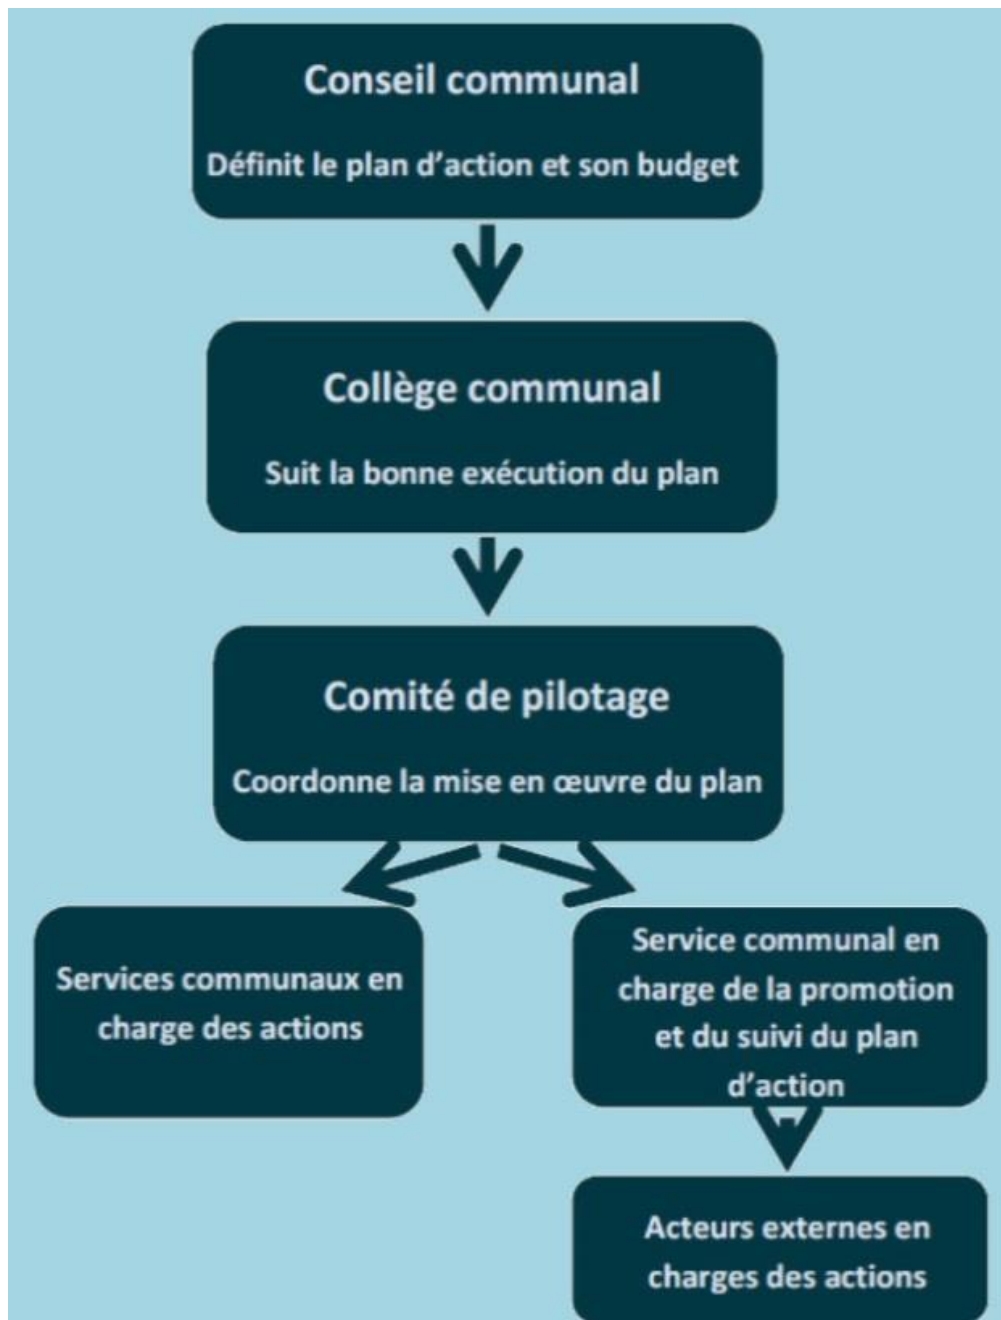 Conseil communal
Définit le plan d'action et son budget
Collège communal
Suit la bonne exécution du plan
Comité de pilotage
Coordonne la mise en œuvre du plan
Services communaux en
charge des actions
Service communal en
charge de la promotion
et du suivi du plan
d'action
Acteurs externes en
charges des actions